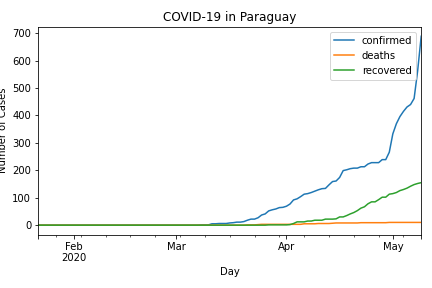 COVID-19 in Paraguay
700
600
500
400
300
200
100
0
Number of Cases
confirmed
deaths
recovered
Feb
2020
Mar
Apr
May
Day